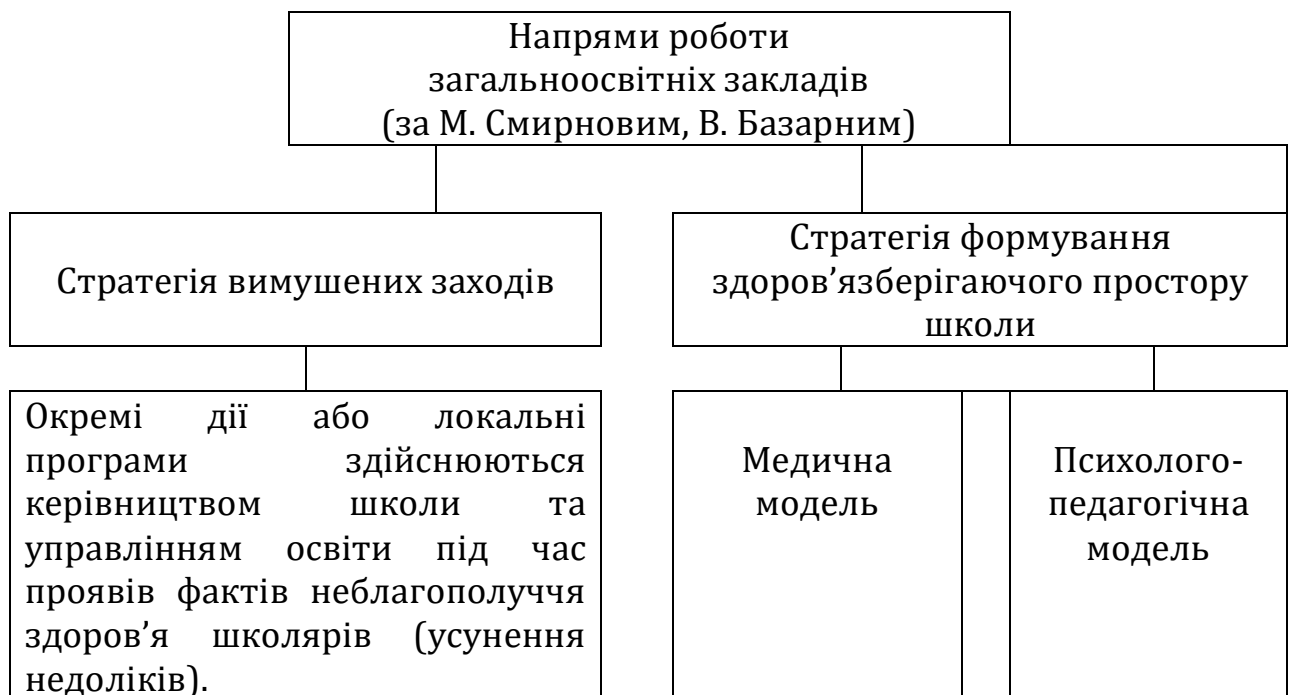 Напрями роботи
загальноосвітніх закладів
(за М. Смирновим, В. Базарним)
Стратегія вимушених заходів
Стратегія формування
здоров’язберігаючого простору
школи
Окремі дії або локальні
програми здійснюються
керівництвом школи та
управлінням освіти під час
проявів фактів неблагополуччя
здоров’я школярів (усунення
недоліків).
Медична
модель
Психолого-
педагогічна
модель